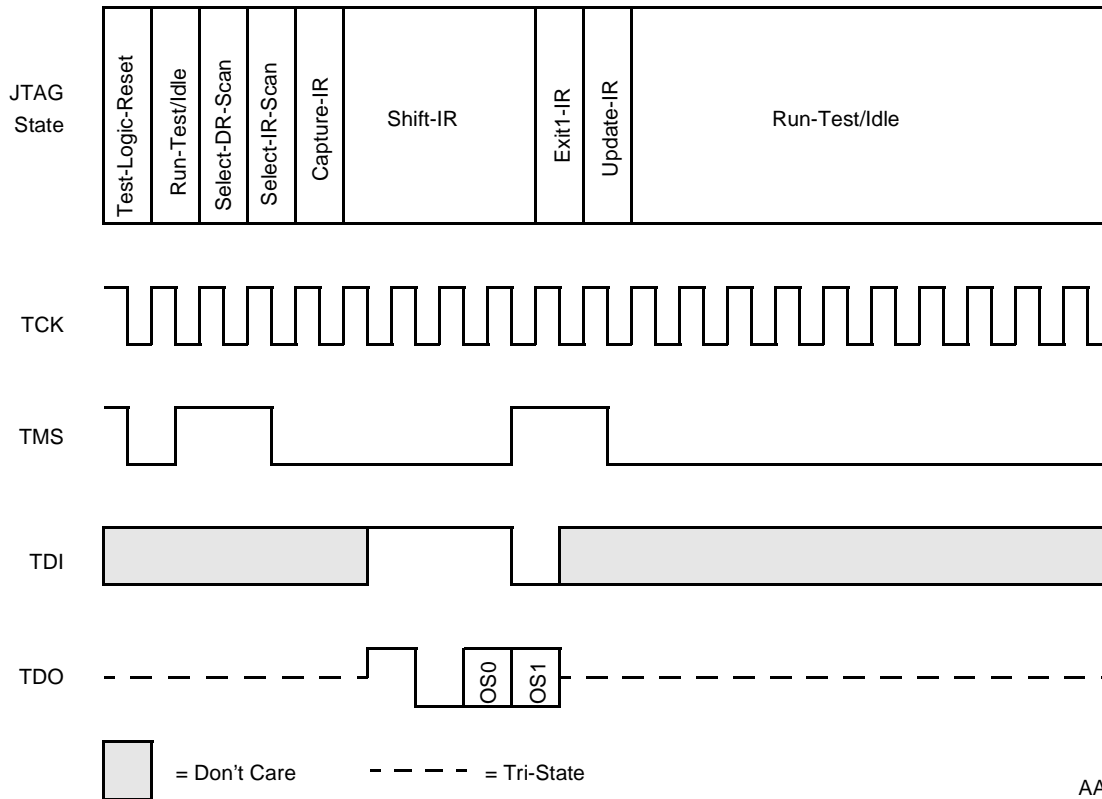 JTAG
State
Test-Logic-Reset
Run-Test/Idle
Select-DR-Scan
Select-IR-Scan
Capture-IR
Shift-IR
Exit1-IR
Update-IR
Run-Test/Idle
TCK
TMS
TDI
TDO
OS0
OS1
= Don't Care
= Tri-State
AA